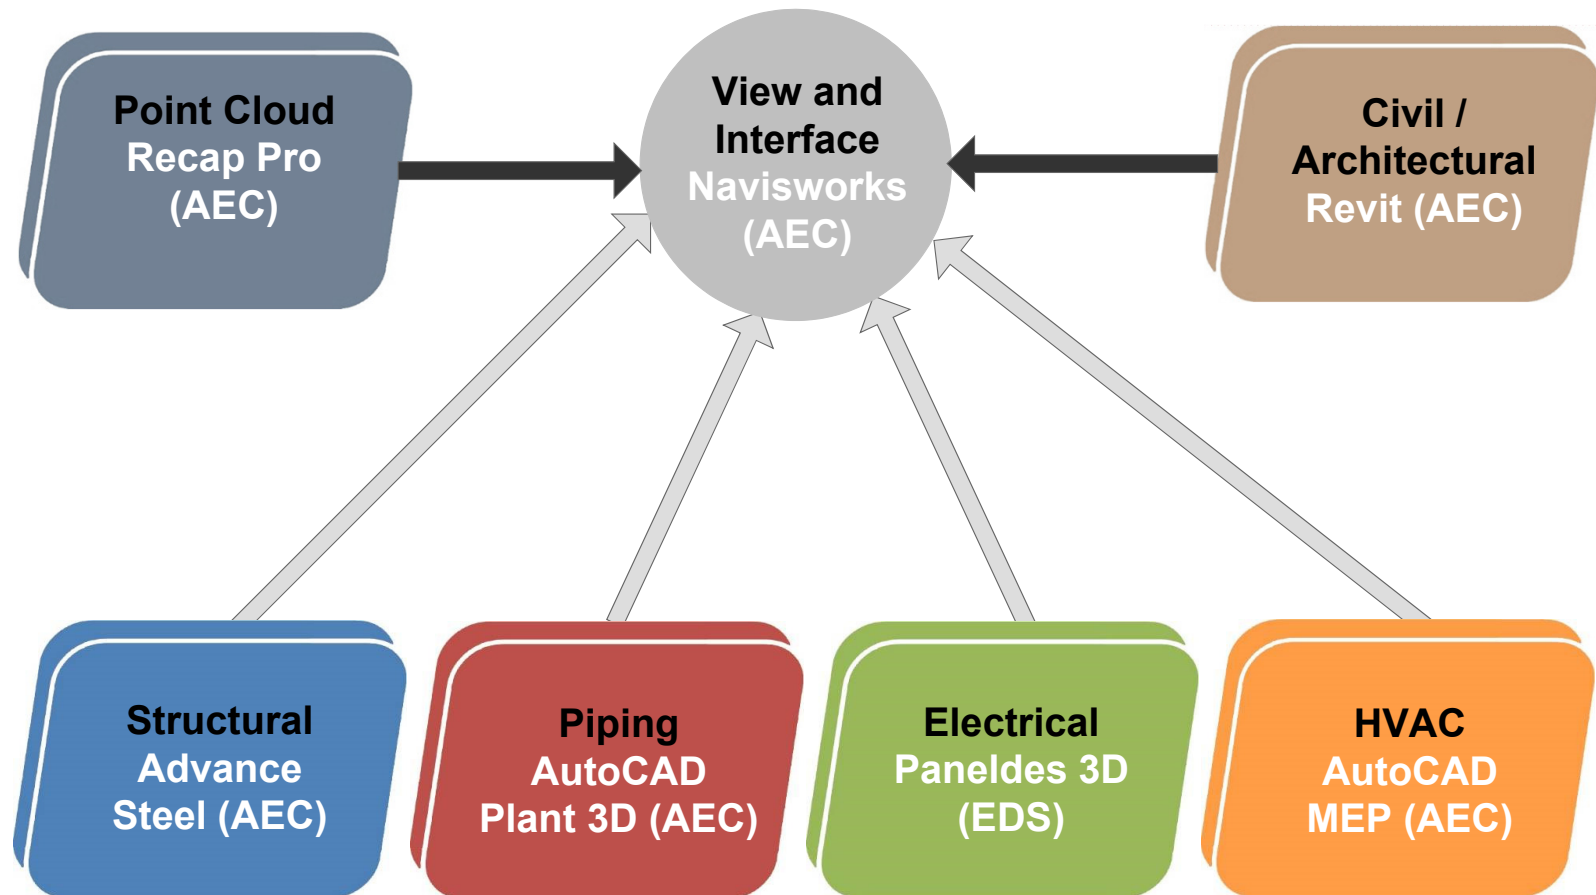 Point Cloud
Recap Pro
(AEC)
View and
Interface
Navisworks
(AEC)
Civil /
Architectural
Revit (AEC)
Structural
Advance
Steel (AEC)
Piping
AutoCAD
Plant 3D (AEC)
Electrical
Paneldes 3D
(EDS)
HVAC
AutoCAD
MEP (AEC)